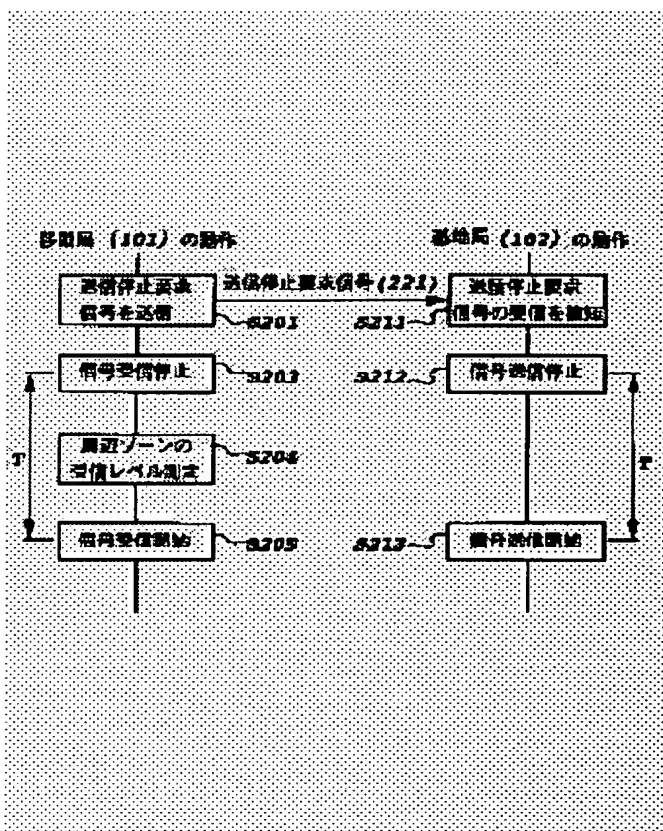 移動局 (101) の動作
基地局 (102) の動作
送信停止要求
信号を送信
S201
送信停止要求信号 (221)
送信停止要求
信号の受信を確認
S211
信号受信停止
S203
S212
信号送信停止
T
T
周辺ゾーンの
受信レベル測定
S204
信号受信開始
S205
S213
信号送信開始